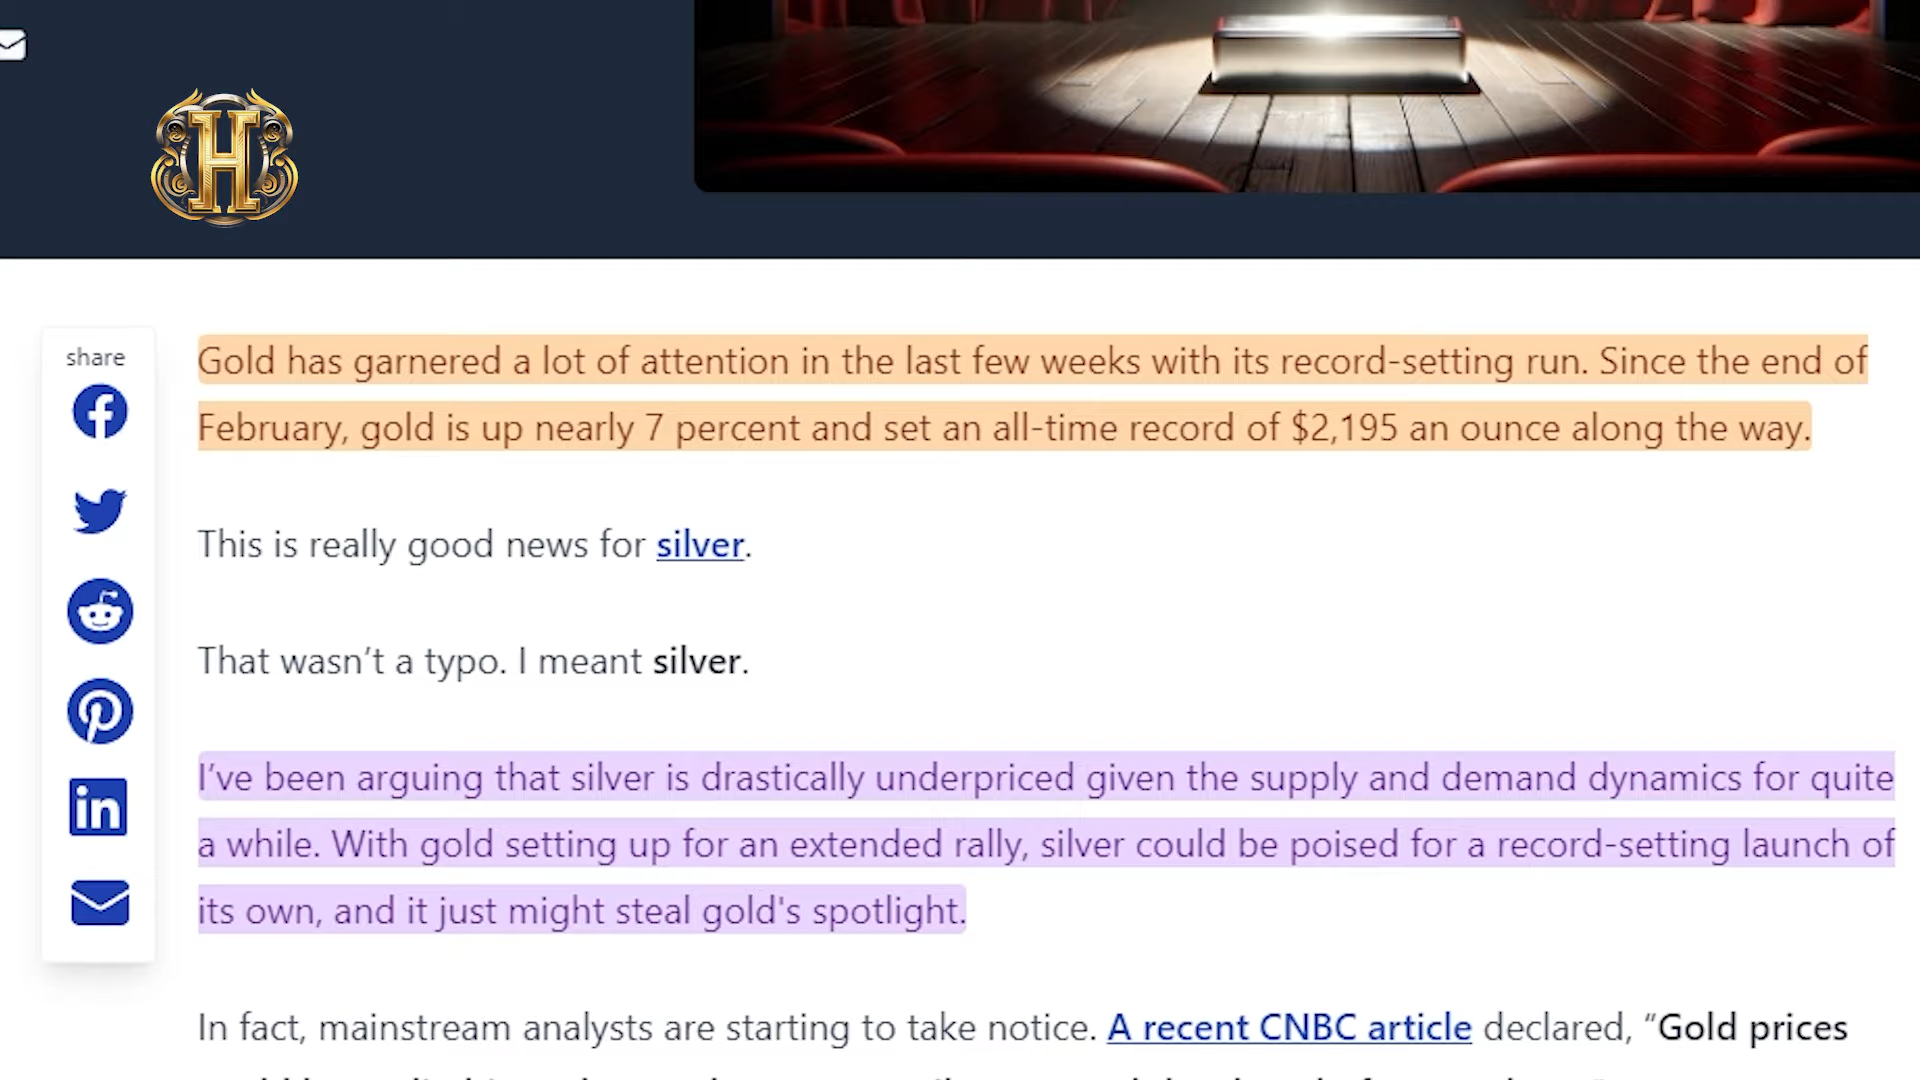 H
share
Gold has garnered a lot of attention in the last few weeks with its record-setting run. Since the end of
February, gold is up nearly 7 percent and set an all-time record of $2,195 an ounce along the way.
This is really good news for silver.
That wasn’t a typo. I meant silver.
I’ve been arguing that silver is drastically underpriced given the supply and demand dynamics for quite
a while. With gold setting up for an extended rally, silver could be poised for a record-setting launch of
its own, and it just might steal gold's spotlight.
In fact, mainstream analysts are starting to take notice. A recent CNBC article declared, “Gold prices